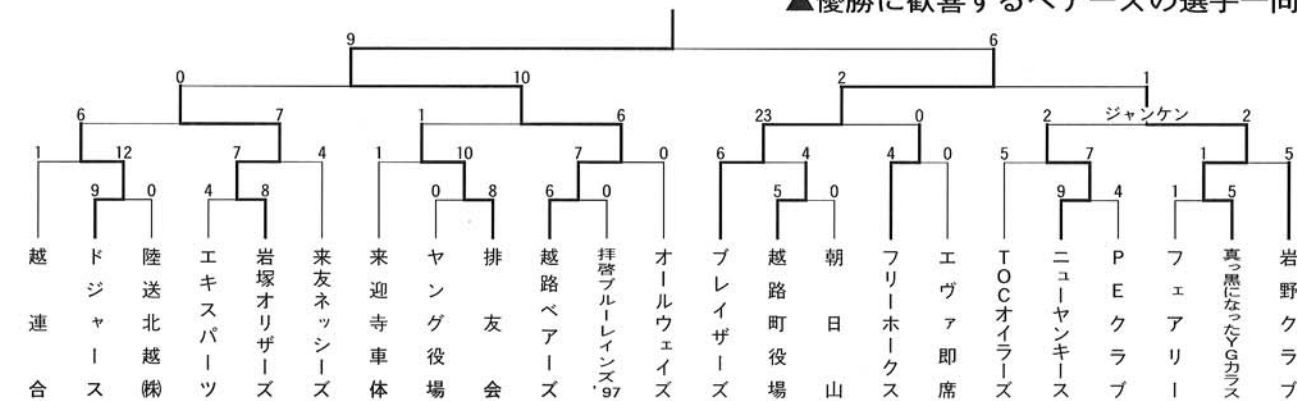 ▲優勝に歓喜するベアーズの選手一同
9 6
0 10 2 1
6 7 1 6 23 0 2 ジャンケン 2
1 12 7 4 1 10 7 0 6 4 4 0 5 7 1 5
9 0 4 8 0 8 6 0 5 0 9 4 1 5
越連合
ドジャース
陸送北越㈱
エキスパーツ
岩塚オリザーズ
来友ネッシーズ
来迎寺車体
ヤング役場
排友会
越路ベアーズ
拝啓ブルーレインズ'97
オールウェイズ
ブレイザーズ
越路町役場
朝日山
フリーホークス
エヴァ即席
TOCオイラーズ
ニューヤンキース
PEクラブ
フェアリー
真っ黒になったYGカラス
岩野クラブ